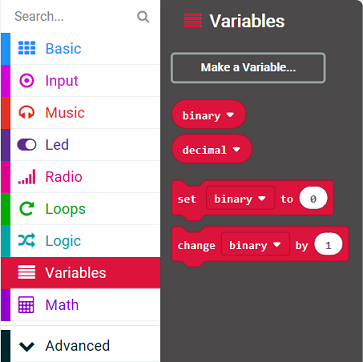 Search...
Basic
Input
Music
Led
Radio
Loops
Logic
Variables
Math
Advanced
Variables
Make a Variable...
binary
decimal
set binary to 0
change binary by 1